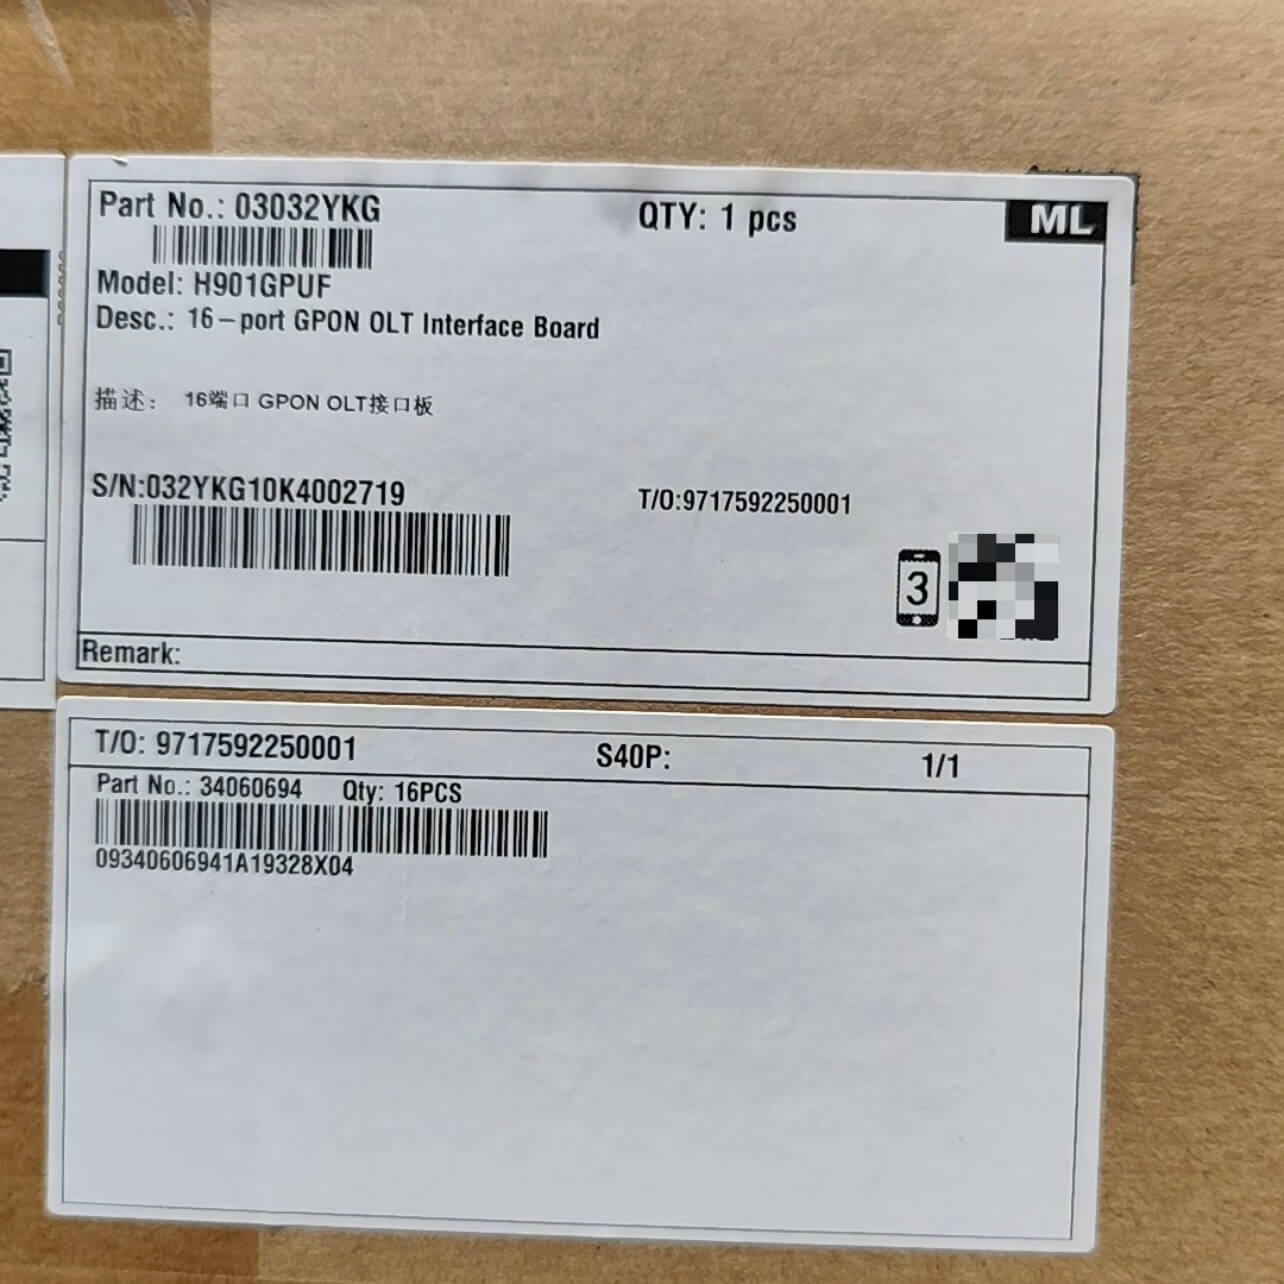 Part No.: 03032YKG
QTY: 1 pcs
ML
Model: H901GPUF
Desc.: 16-port GPON OLT Interface Board
描述: 16端口 GPON OLT接口板
S/N:032YKG10K4002719
T/O:9717592250001
3
Remark:
T/O: 9717592250001
S40P:
1/1
Part No.: 34060694 Qty: 16PCS
09340606941A19328X04